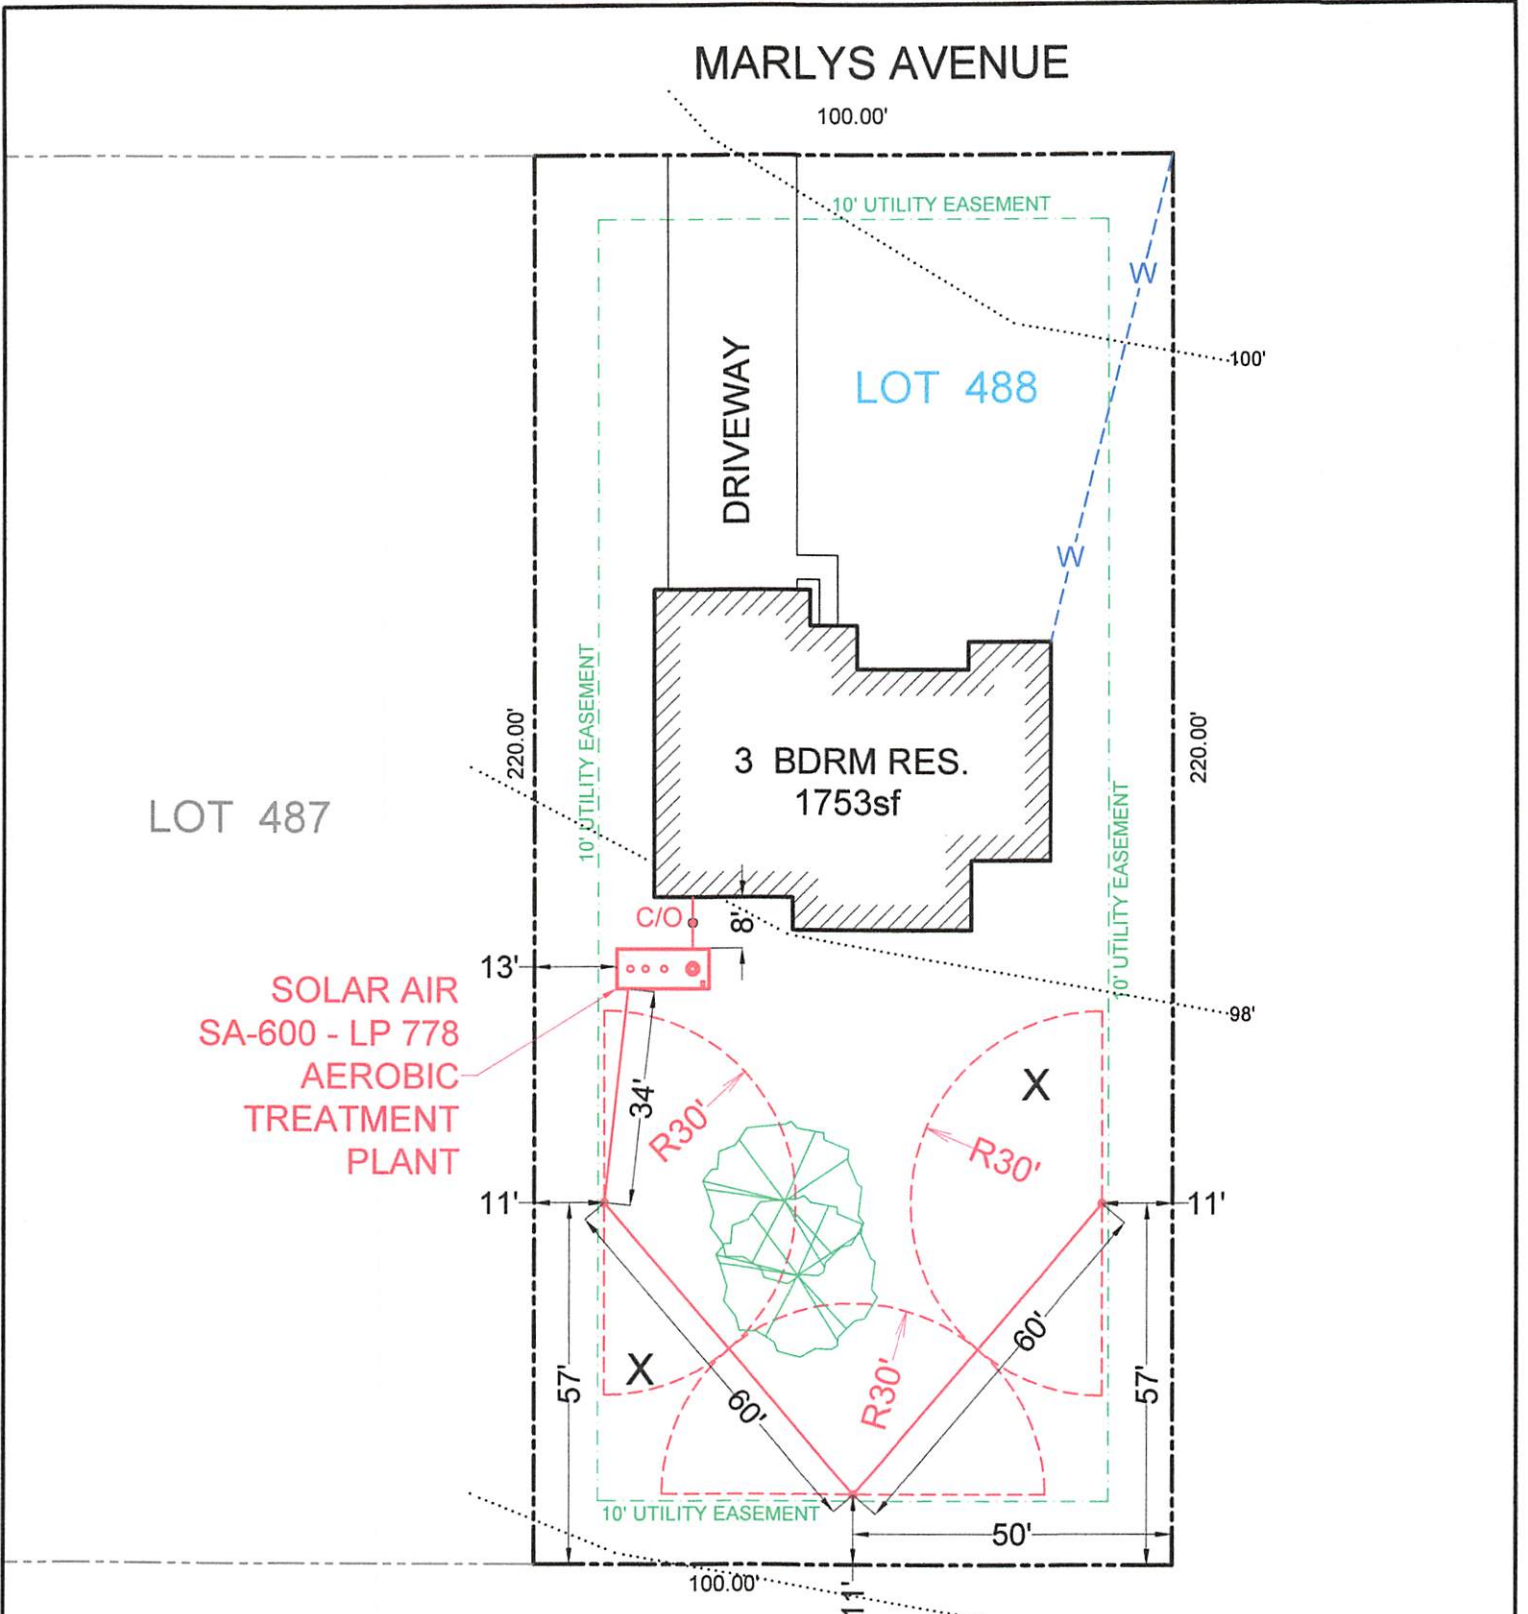 MARLYS AVENUE
100.00'
10' UTILITY EASEMENT
W
100'
LOT 488
DRIVEWAY
W
10' UTILITY EASEMENT
220.00'
220.00'
3 BDRM RES.
1753sf
LOT 487
10' UTILITY EASEMENT
C/O
8'
13'
SOLAR AIR
SA-600 - LP 778
AEROBIC
TREATMENT
PLANT
98'
X
34'
R30'
R30'
11'
11'
60'
R30'
60'
X
57'
57'
10' UTILITY EASEMENT
50'
100.00'
11'